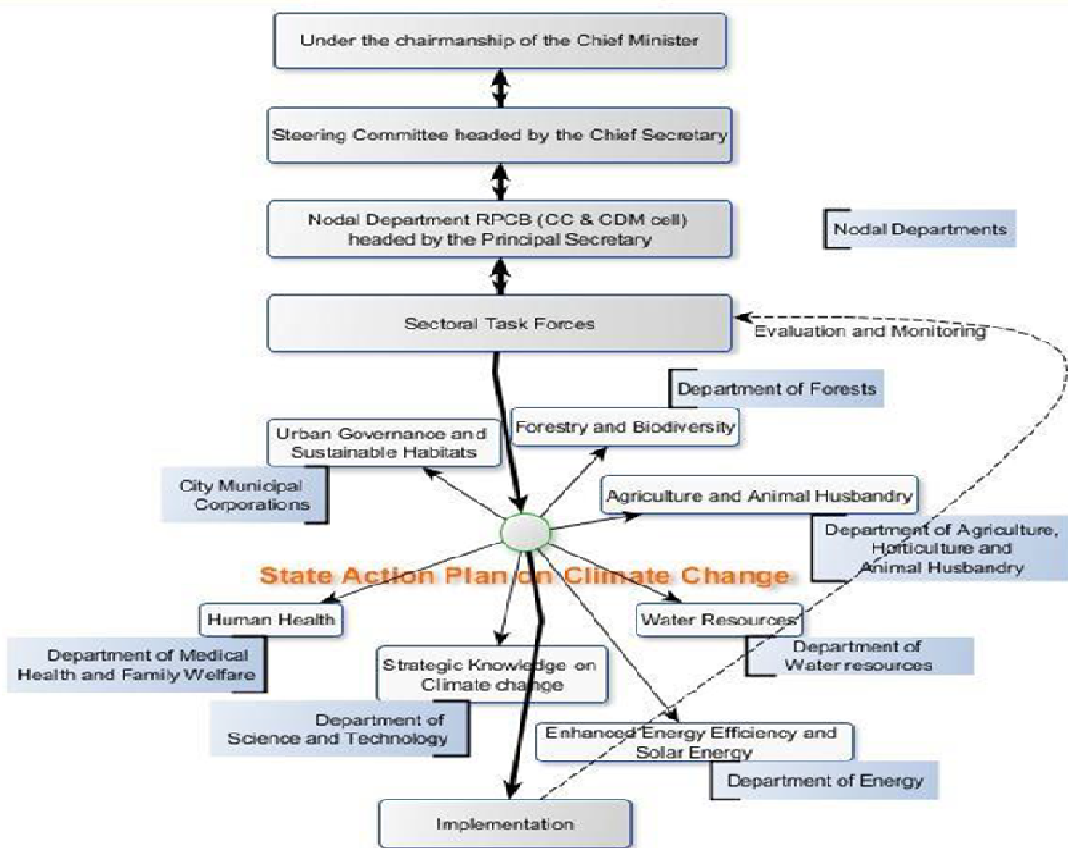 Under the chairmanship of the Chief Minister
Steering Committee headed by the Chief Secretary
Nodal Department RPCB (CC & CDM cell)
headed by the Principal Secretary
Nodal Departments
Sectoral Task Forces
Evaluation and Monitoring
Department of Forests
Forestry and Biodiversity
Urban Governance and
Sustainable Habitats
City Municipal
Corporations
Agriculture and Animal Husbandry
Department of Agriculture,
Horticulture and
Animal Husbandry
State Action Plan on Climate Change
Human Health
Department of Medical
Health and Family Welfare
Water Resources
Department of
Water resources
Strategic Knowledge on
Climate change
Department of
Science and Technology
Enhanced Energy Efficiency and
Solar Energy
Department of Energy
Implementation